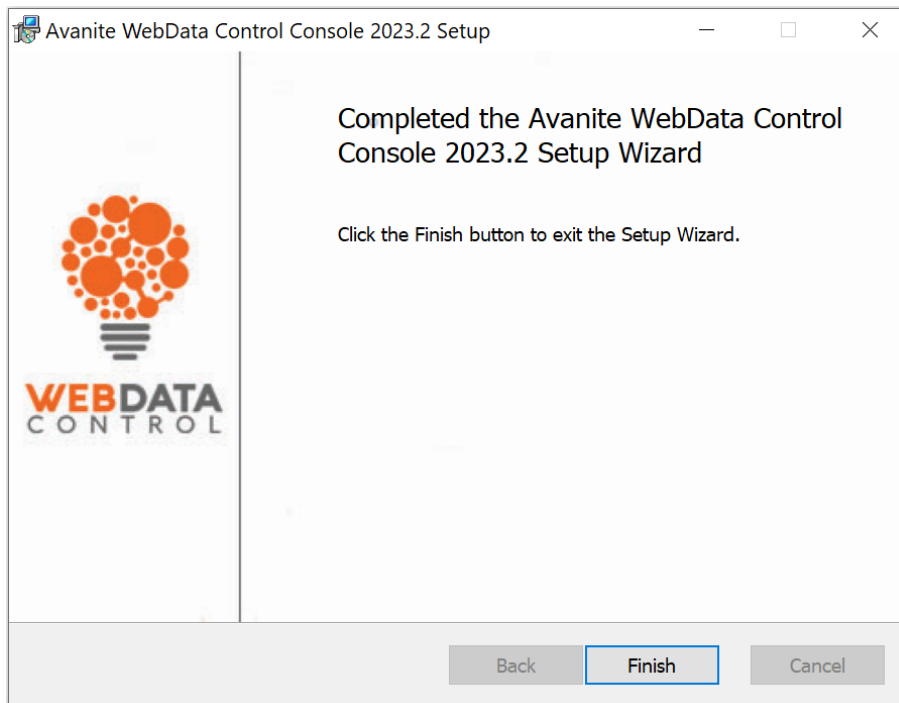 Avanite WebData Control Console 2023.2 Setup
Completed the Avanite WebData Control
Console 2023.2 Setup Wizard
Click the Finish button to exit the Setup Wizard.
WEBDATA
CONTROL
Back
Finish
Cancel